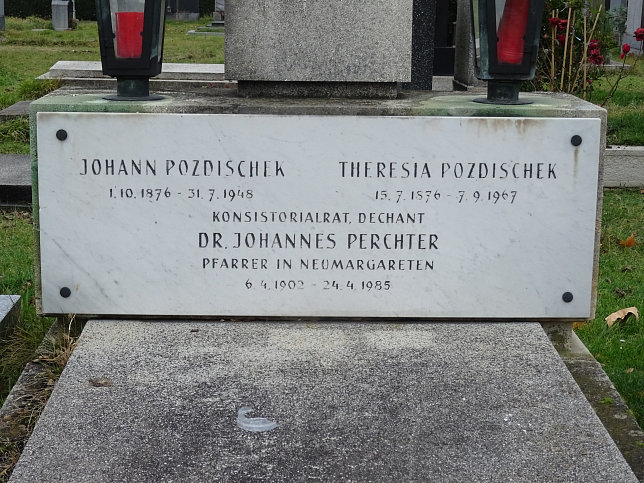 JOHANN POZDISCHEK THERESIA POZDISCHEK
1.10.1876 - 31.7.1948 15.7.1876 - 7.9.1967
KONSISTORIALRAT, DECHANT
DR. JOHANNES PERCHTER
PFARRER IN NEUMARGARETEN
6.4.1902 - 24.4.1985